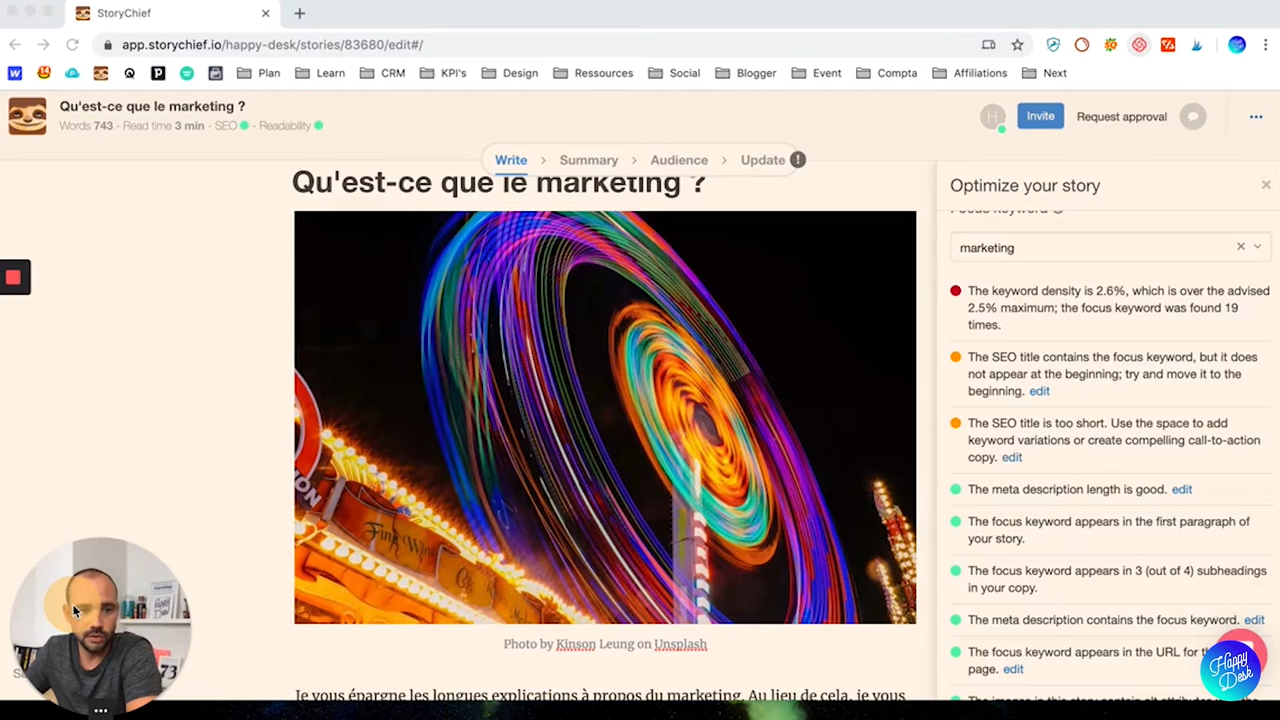 StoryChief
app.storychief.io/happy-desk/stories/83680/edit#/
Plan
Learn
CRM
KPI's
Design
Ressources
Social
Blogger
Event
Compta
Affiliations
Next
Qu'est-ce que le marketing ?
Words 743 - Read time 3 min - SEO - Readability
H
Invite
Request approval
Write > Summary > Audience > Update !
Qu'est-ce que le marketing ?
Optimize your story
Focus keyword
marketing
The keyword density is 2.6%, which is over the advised
2.5% maximum; the focus keyword was found 19
times.
The SEO title contains the focus keyword, but it does
not appear at the beginning; try and move it to the
beginning. edit
The SEO title is too short. Use the space to add
keyword variations or create compelling call-to-action
copy. edit
The meta description length is good. edit
The focus keyword appears in the first paragraph of
your story.
The focus keyword appears in 3 (out of 4) subheadings
in your copy.
The meta description contains the focus keyword. edit
The focus keyword appears in the URL for
page. edit
Photo by Kinson Leung on Unsplash
Je vous épargne les longues explications à propos du marketing. Au lieu de cela, je vous
Happy
Desk